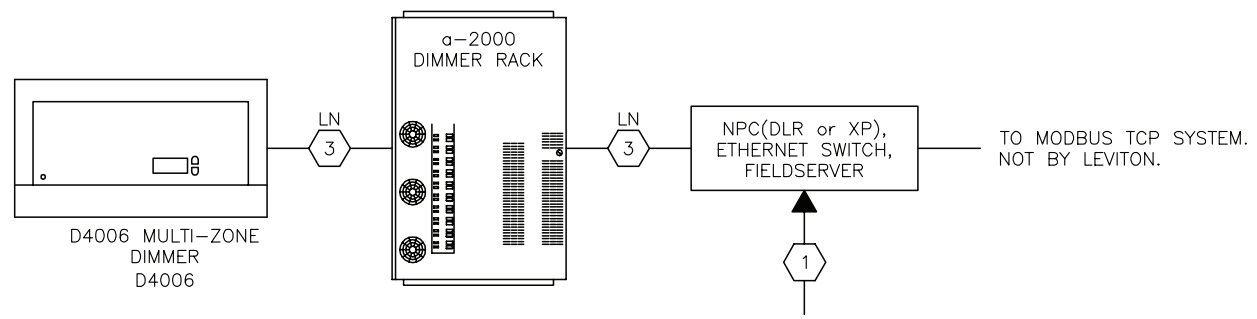 a-2000
DIMMER RACK
LN
3
LN
3
NPC(DLR or XP),
ETHERNET SWITCH,
FIELDSERVER
TO MODBUS TCP SYSTEM.
NOT BY LEVITON.
D4006 MULTI-ZONE
DIMMER
D4006
1